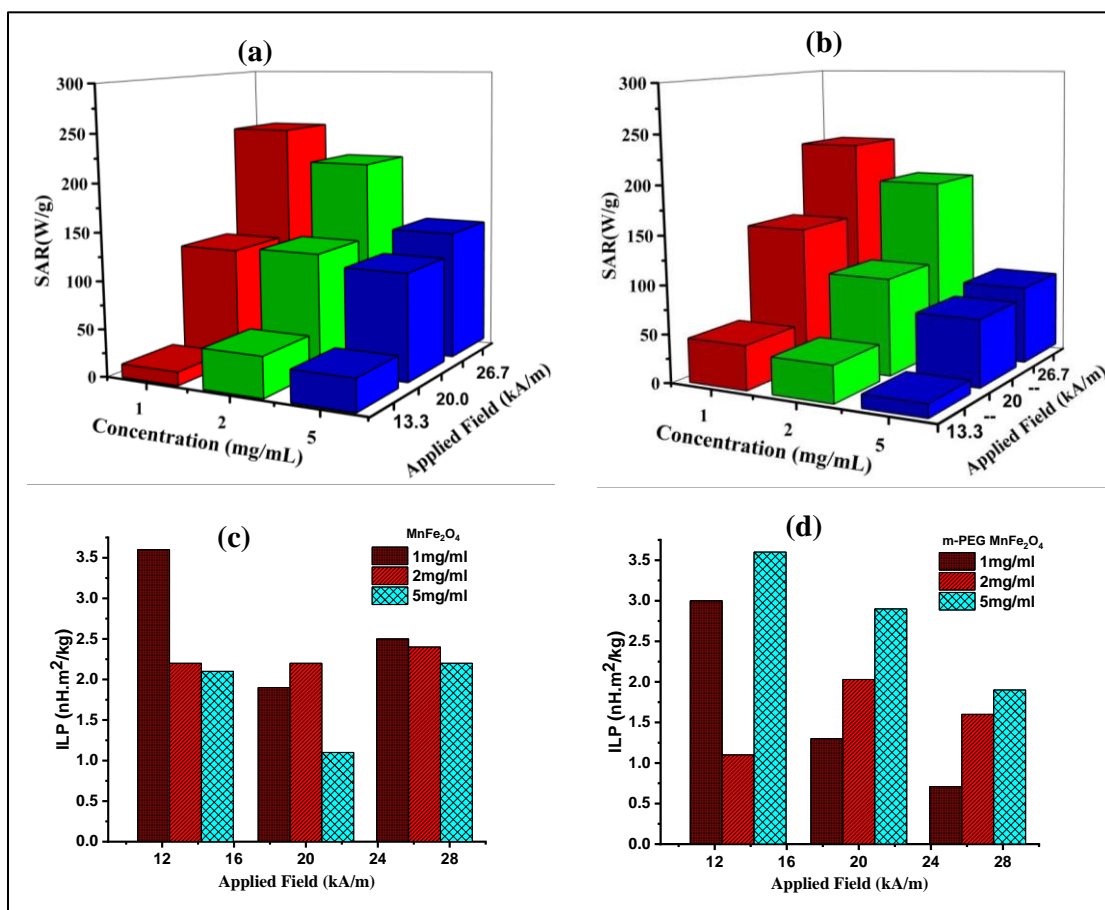 (a)
300
250
200
150
100
50
0
SAR(W/g)
1
2
5
Concentration (mg/mL)
13.3
20.0
26.7
Applied Field (kA/m)
(b)
300
250
200
150
100
50
0
SAR(W/g)
1
2
5
Concentration (mg/mL)
13.3
--
20
--
26.7
Applied Field (kA/m)
(c)
MnFe₂O₄
1mg/ml
2mg/ml
5mg/ml
3.5
3.0
2.5
2.0
1.5
1.0
0.5
0.0
ILP (nH.m²/kg)
12
16
20
24
28
Applied Field (kA/m)
(d)
m-PEG MnFe₂O₄
1mg/ml
2mg/ml
5mg/ml
3.5
3.0
2.5
2.0
1.5
1.0
0.5
0.0
ILP (nH.m²/kg)
12
16
20
24
28
Applied Field (kA/m)